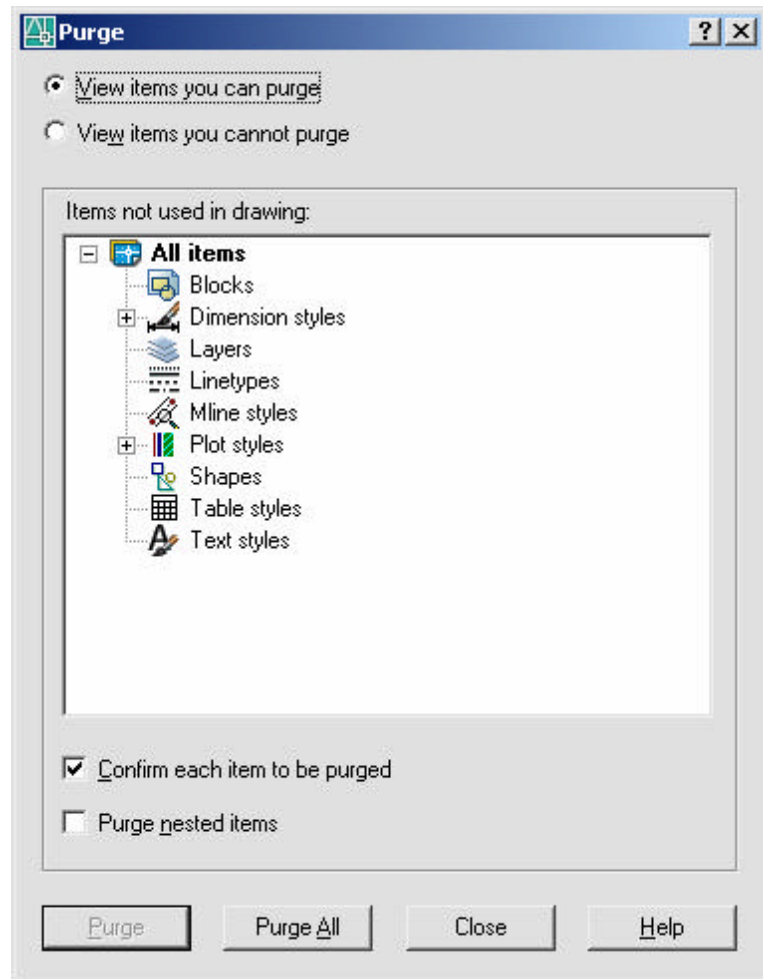 Purge
View items you can purge
View items you cannot purge
Items not used in drawing:
All items
Blocks
Dimension styles
Layers
Linetypes
Mline styles
Plot styles
Shapes
Table styles
Text styles
Confirm each item to be purged
Purge nested items
Purge Purge All Close Help